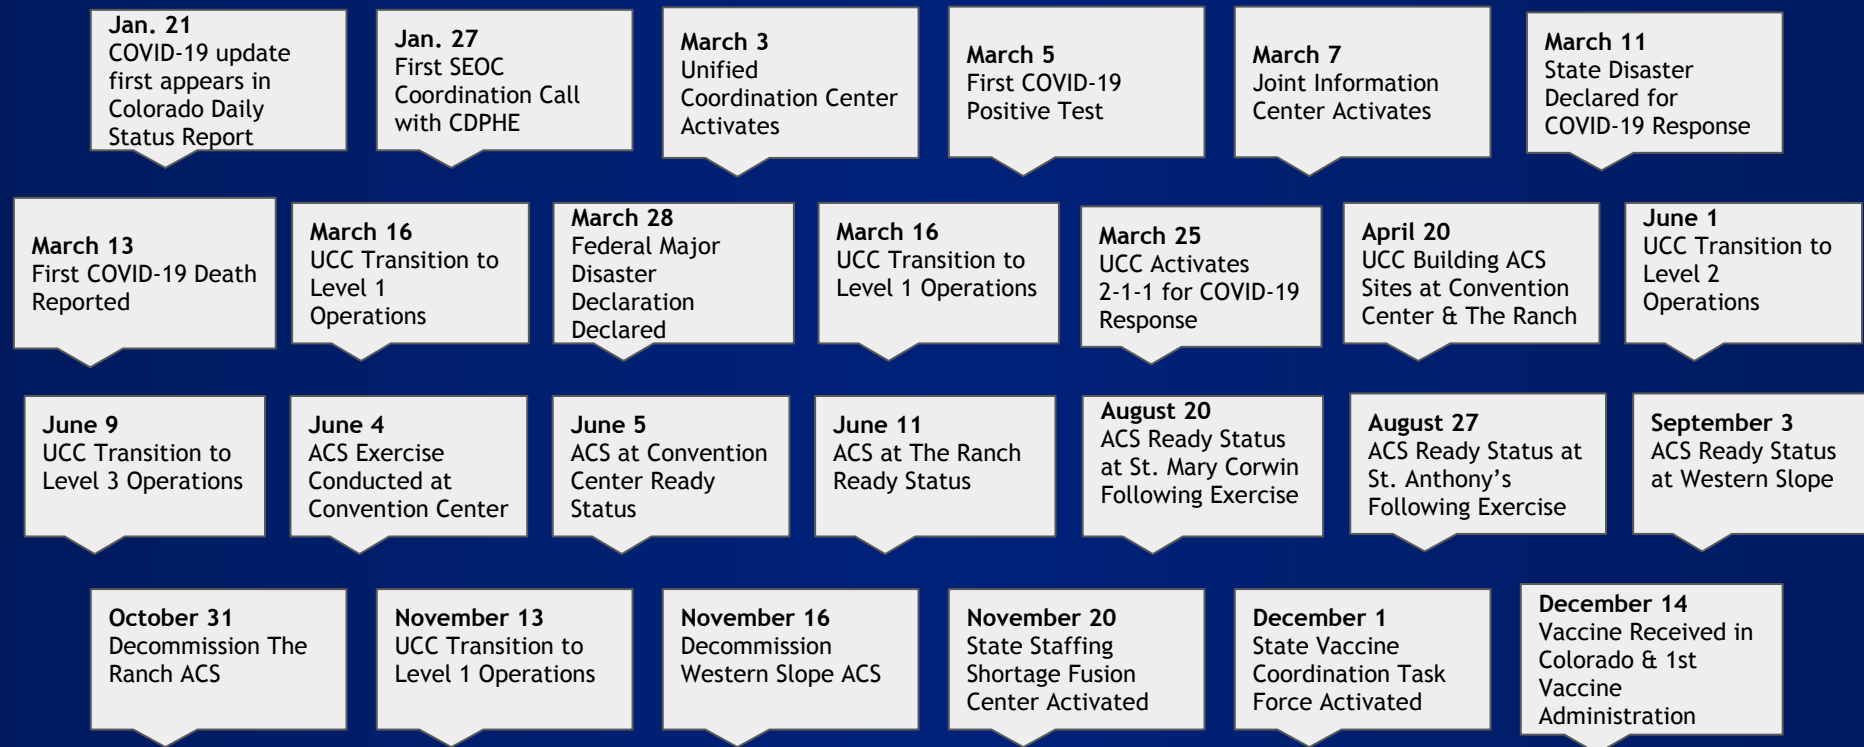 Jan. 21
COVID-19 update
first appears in
Colorado Daily
Status Report
Jan. 27
First SEOC
Coordination Call
with CDPHE
March 3
Unified
Coordination Center
Activates
March 5
First COVID-19
Positive Test
March 7
Joint Information
Center Activates
March 11
State Disaster
Declared for
COVID-19 Response
March 13
First COVID-19 Death
Reported
March 16
UCC Transition to
Level 1
Operations
March 28
Federal Major
Disaster
Declaration
Declared
March 16
UCC Transition to
Level 1 Operations
March 25
UCC Activates
2-1-1 for COVID-19
Response
April 20
UCC Building ACS
Sites at Convention
Center & The Ranch
June 1
UCC Transition to
Level 2
Operations
June 9
UCC Transition to
Level 3 Operations
June 4
ACS Exercise
Conducted at
Convention Center
June 5
ACS at Convention
Center Ready
Status
June 11
ACS at The Ranch
Ready Status
August 20
ACS Ready Status
at St. Mary Corwin
Following Exercise
August 27
ACS Ready Status at
St. Anthony’s
Following Exercise
September 3
ACS Ready Status
at Western Slope
October 31
Decommission The
Ranch ACS
November 13
UCC Transition to
Level 1 Operations
November 16
Decommission
Western Slope ACS
November 20
State Staffing
Shortage Fusion
Center Activated
December 1
State Vaccine
Coordination Task
Force Activated
December 14
Vaccine Received in
Colorado & 1st
Vaccine
Administration